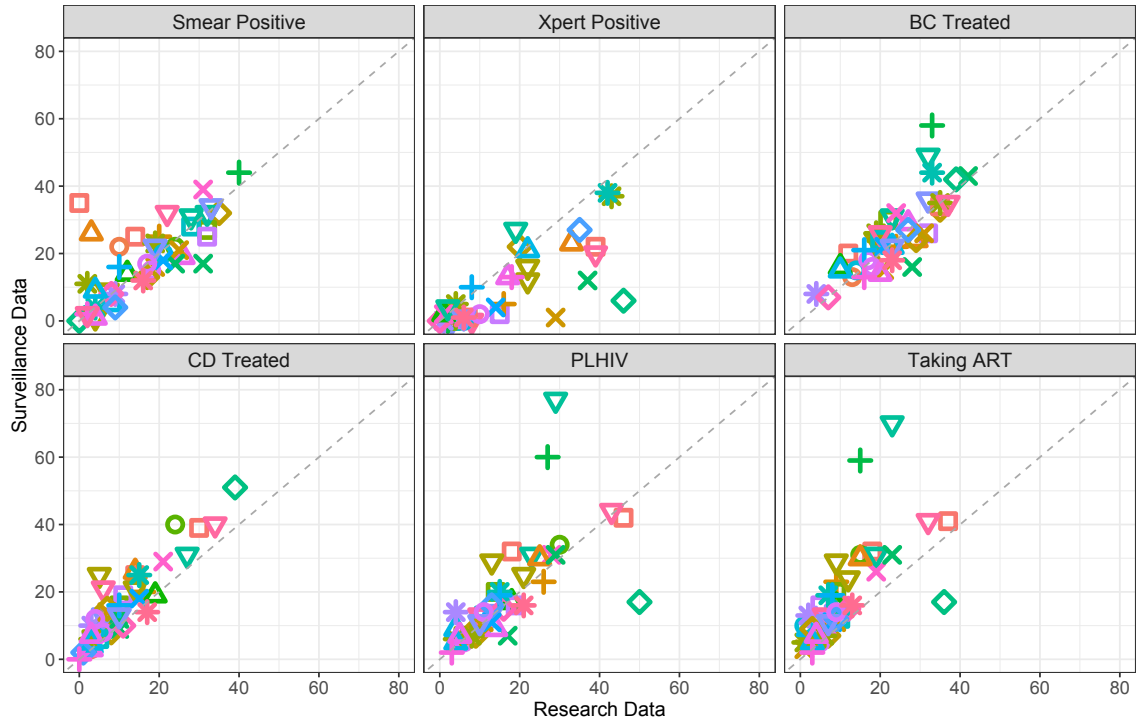 Smear Positive Xpert Positive BC Treated
80
60
40
20
0
CD Treated PLHIV Taking ART
80
60
40
20
0
0 20 40 60 80 0 20 40 60 80 0 20 40 60 80
Surveillance Data
Research Data